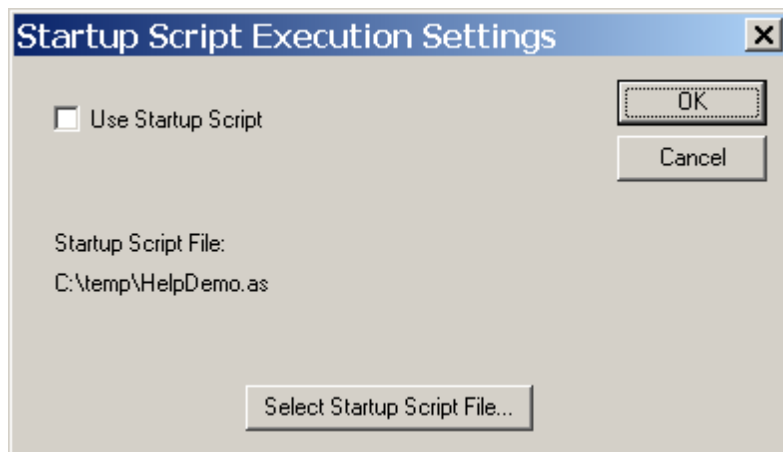 Startup Script Execution Settings
Use Startup Script
OK
Cancel
Startup Script File:
C:\temp\HelpDemo.as
Select Startup Script File...